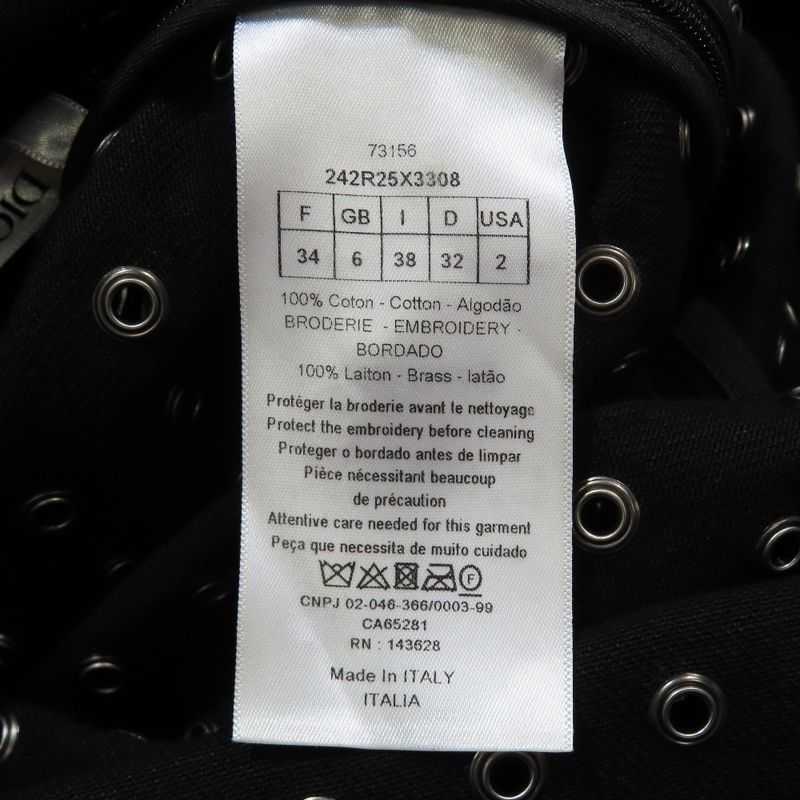 DIO
73156
242R25X3308
F GB I D USA
34 6 38 32 2
100% Coton - Cotton - Algodão
BRODERIE - EMBROIDERY -
BORDADO
100% Laiton - Brass - latão
Protéger la broderie avant le nettoyage
Protect the embroidery before cleaning
Proteger o bordado antes de limpar
Pièce nécessitant beaucoup
de précaution
Attentive care needed for this garment
Peça que necessita de muito cuidado
F
CNPJ 02-046-366/0003-99
CA65281
RN : 143628
Made In ITALY
ITALIA